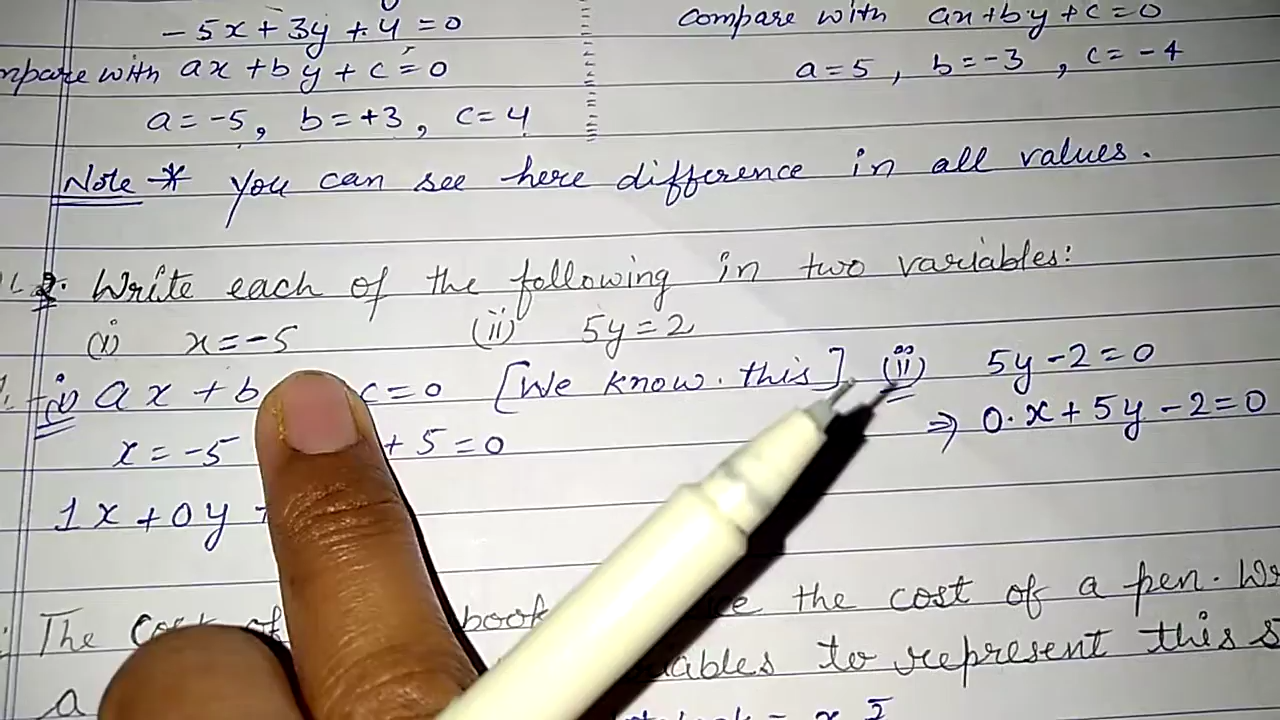 -5x + 3y + 4 = 0
compare with ax + by + c = 0
with ax + by + c = 0
a = 5, b = -3, c = -4
a = -5, b = +3, c = 4
Note * You can see here difference in all values.
2. Write each of the following in two variables:
(i) x = -5 (ii) 5y = 2
(i) ax + b c = 0 [We know this]
x = -5 + 5 = 0
1x + 0y +
(ii) 5y - 2 = 0
⇒ 0.x + 5y - 2 = 0
The of book the cost of a pen.
a to represent this
= x